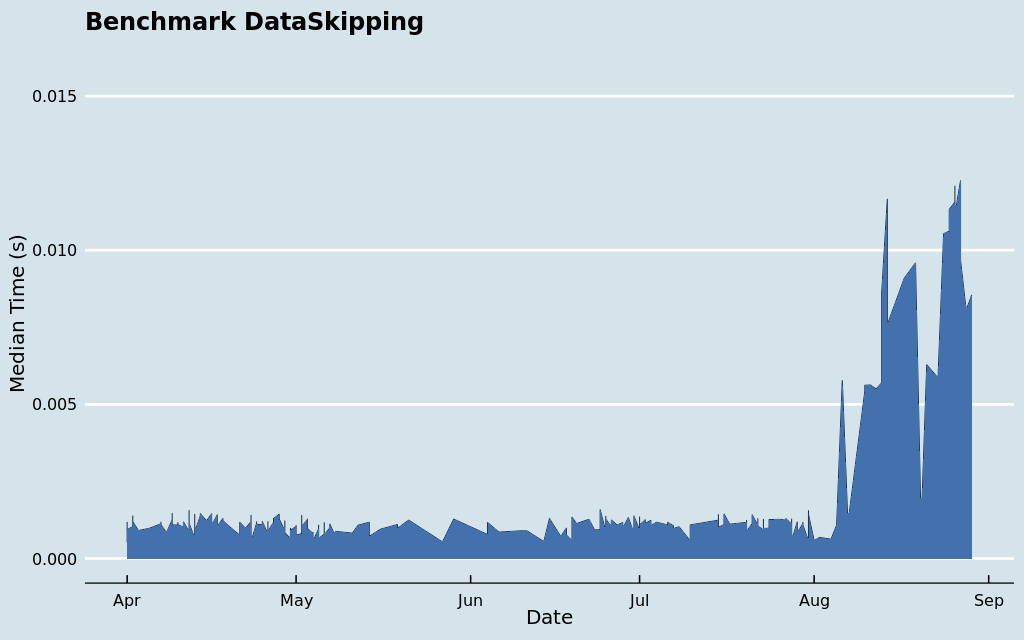 Benchmark DataSkipping
0.015
0.010
0.005
0.000
Median Time (s)
Apr May Jun Jul Aug Sep
Date